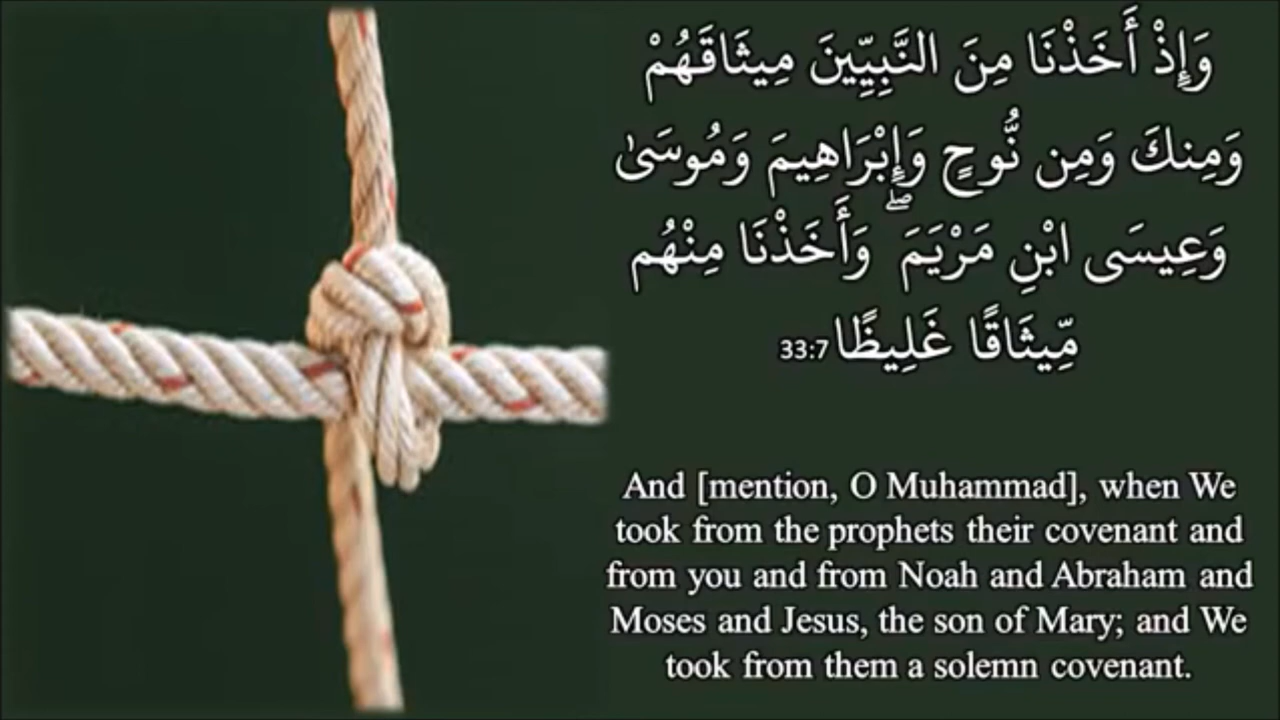 وَإِذْ أَخَذْنَا مِنَ النَّبِيِّينَ مِيثَاقَهُمْ
وَمِنكَ وَمِن نُّوحٍ وَإِبْرَاهِيمَ وَمُوسَىٰ
وَعِيسَى ابْنِ مَرْيَمَ ۖ وَأَخَذْنَا مِنْهُم
مِّيثَاقًا غَلِيظًا 33:7
And [mention, O Muhammad], when We
took from the prophets their covenant and
from you and from Noah and Abraham and
Moses and Jesus, the son of Mary; and We
took from them a solemn covenant.